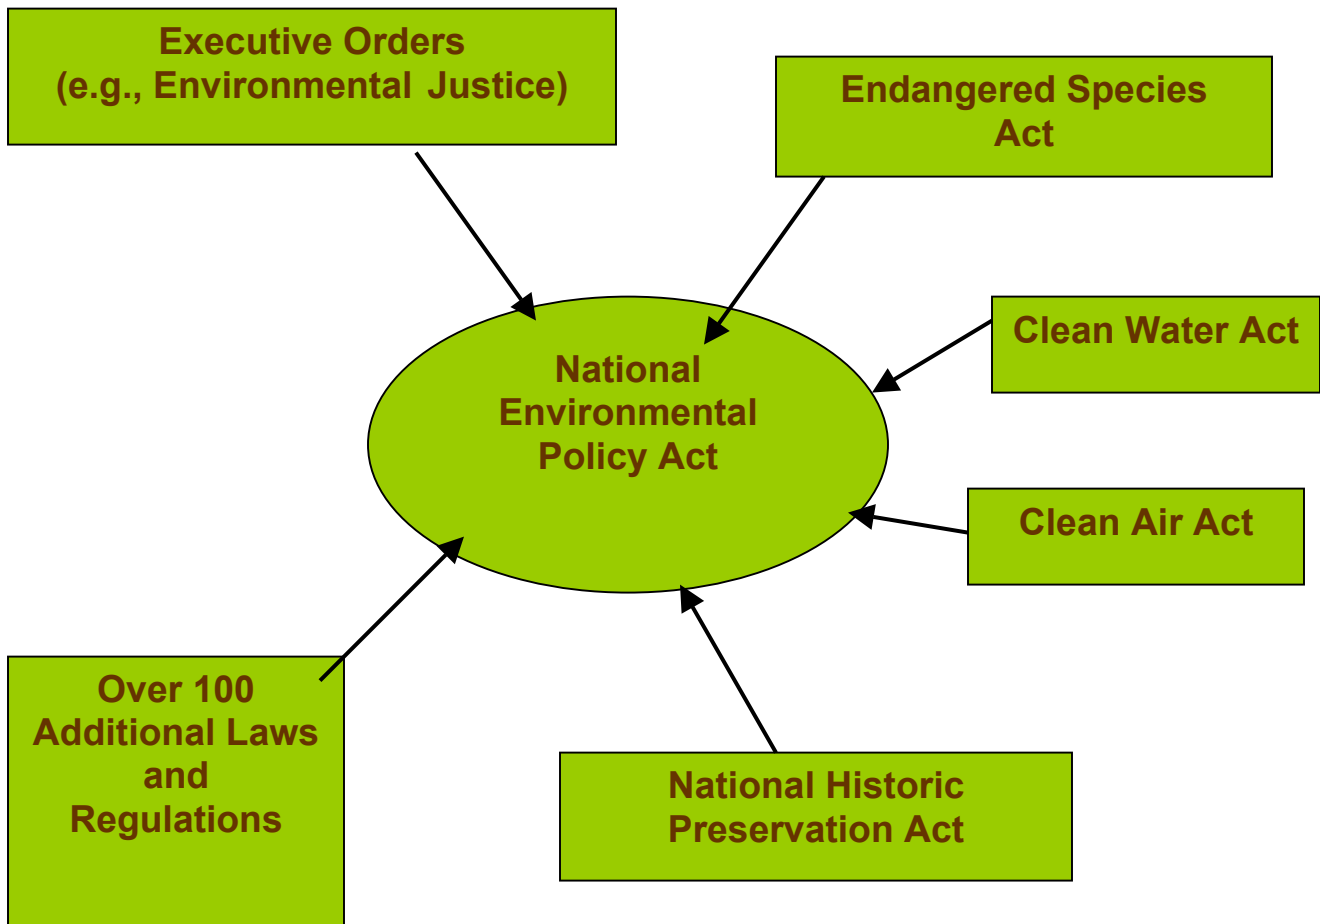 Executive Orders
(e.g., Environmental Justice)
Endangered Species
Act
Clean Water Act
National
Environmental
Policy Act
Clean Air Act
Over 100
Additional Laws
and
Regulations
National Historic
Preservation Act